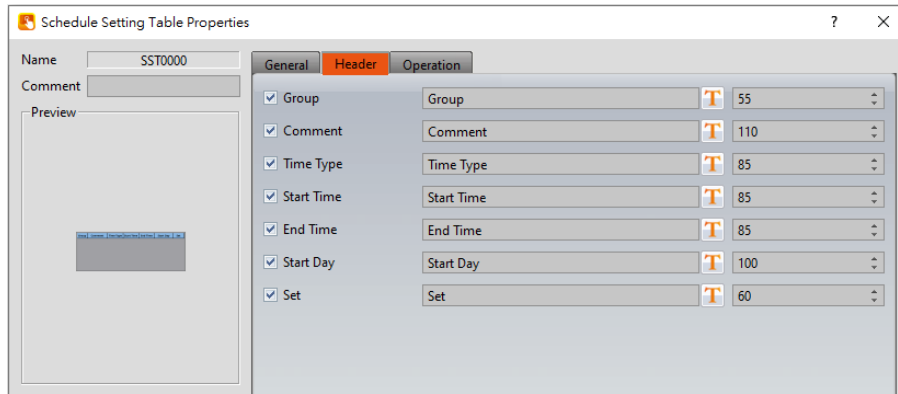 Schedule Setting Table Properties ? ×
Name SST0000
Comment
Preview
General Header Operation
Group Group T 55
Comment Comment T 110
Time Type Time Type T 85
Start Time Start Time T 85
End Time End Time T 85
Start Day Start Day T 100
Set Set T 60